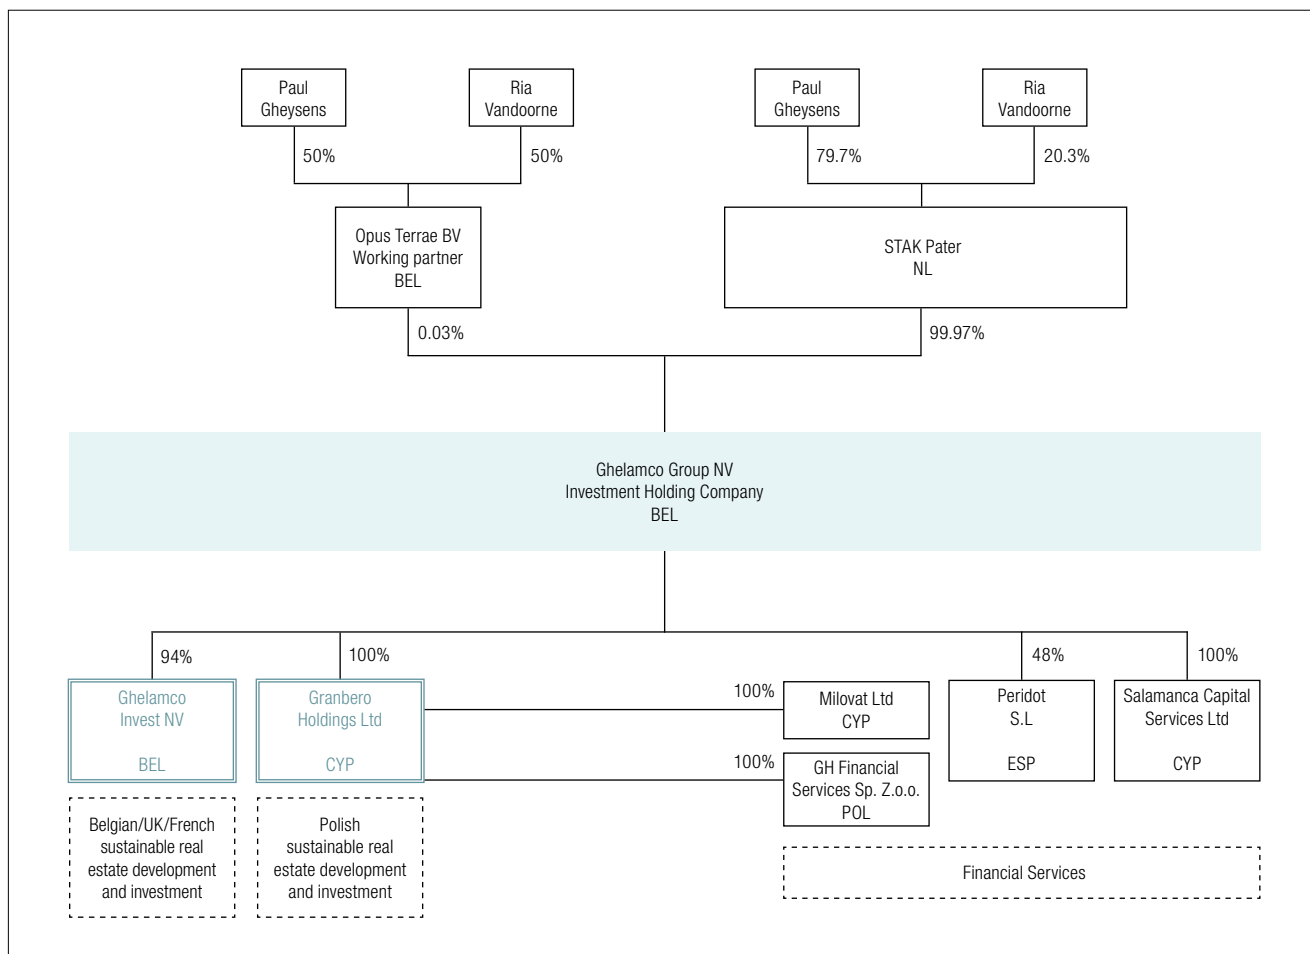 Paul
Gheysens
Ria
Vandoorne
Paul
Gheysens
Ria
Vandoorne
50%
50%
79.7%
20.3%
Opus Terrae BV
Working partner
BEL
STAK Pater
NL
0.03%
99.97%
Ghelamco Group NV
Investment Holding Company
BEL
94%
100%
48%
100%
Ghelamco
Invest NV
BEL
Granbero
Holdings Ltd
CYP
100%
Milovat Ltd
CYP
100%
GH Financial
Services Sp. Z.o.o.
POL
Peridot
S.L
ESP
Salamanca Capital
Services Ltd
CYP
Belgian/UK/French
sustainable real
estate development
and investment
Polish
sustainable real
estate development
and investment
Financial Services